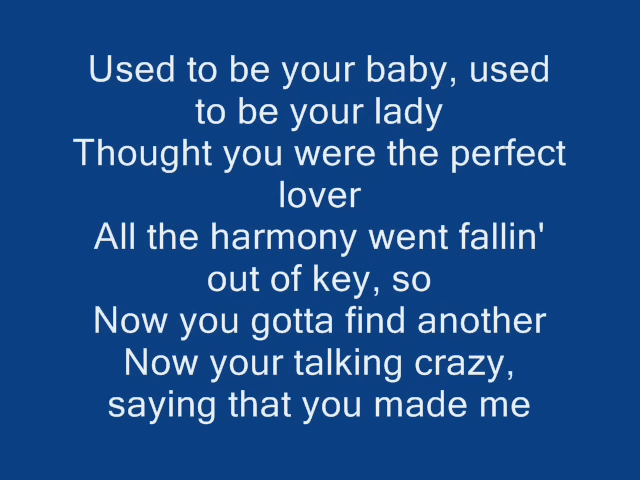 Used to be your baby, used
to be your lady
Thought you were the perfect
lover
All the harmony went fallin'
out of key, so
Now you gotta find another
Now your talking crazy,
saying that you made me